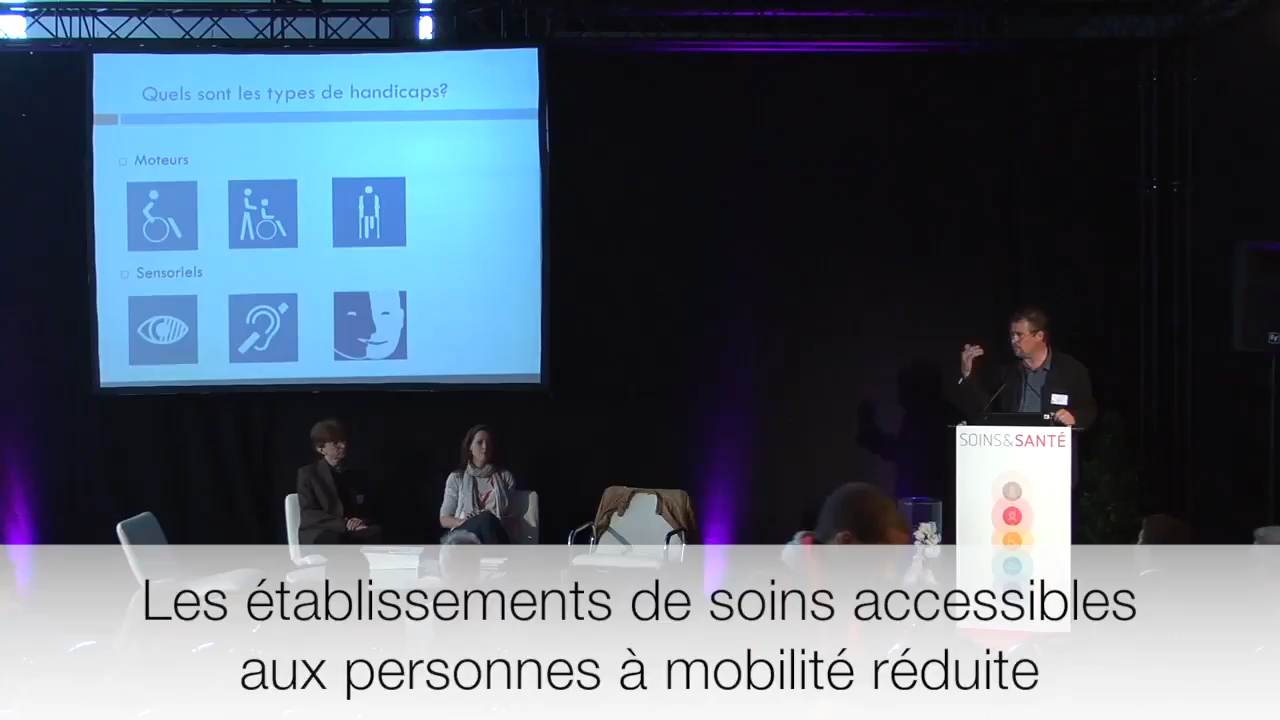 Quels sont les types de handicaps?
Moteurs
Sensoriels
SOINS&SANTÉ
Les établissements de soins accessibles
aux personnes à mobilité réduite